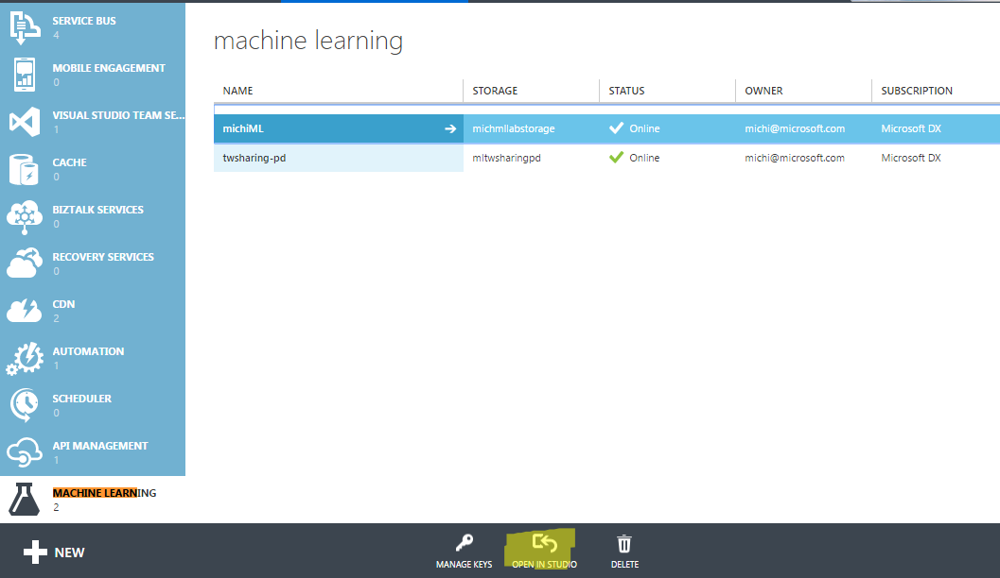 SERVICE BUS
4
MOBILE ENGAGEMENT
0
VISUAL STUDIO TEAM SE...
1
CACHE
0
BIZTALK SERVICES
0
RECOVERY SERVICES
0
CDN
2
AUTOMATION
1
SCHEDULER
0
API MANAGEMENT
1
MACHINE LEARNING
2
machine learning
NAME STORAGE STATUS OWNER SUBSCRIPTION
michiML michmllabstorage Online michi@microsoft.com Microsoft DX
twsharing-pd mltwsharingpd Online michi@microsoft.com Microsoft DX
NEW
MANAGE KEYS OPEN IN STUDIO DELETE